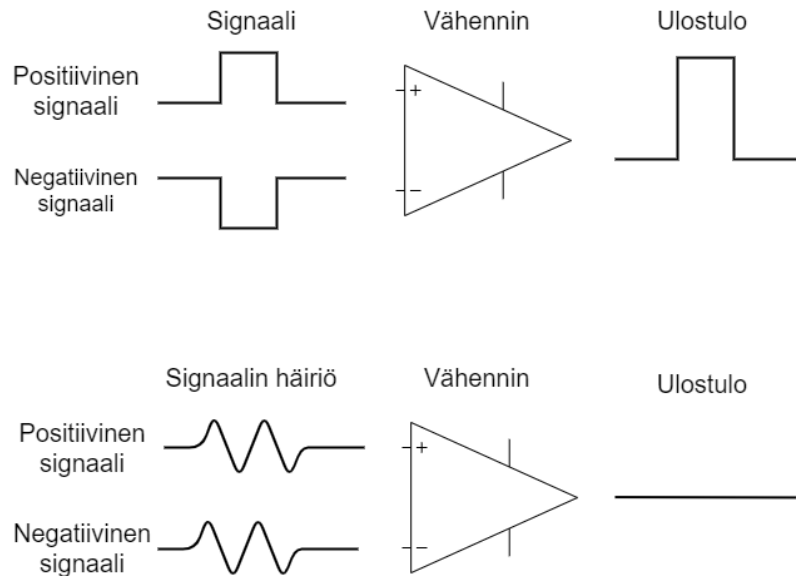 Signaali
Vähennin
Ulostulo
Positiivinen
signaali
+
Negatiivinen
signaali
−
Signaalin häiriö
Vähennin
Ulostulo
Positiivinen
signaali
+
Negatiivinen
signaali
−